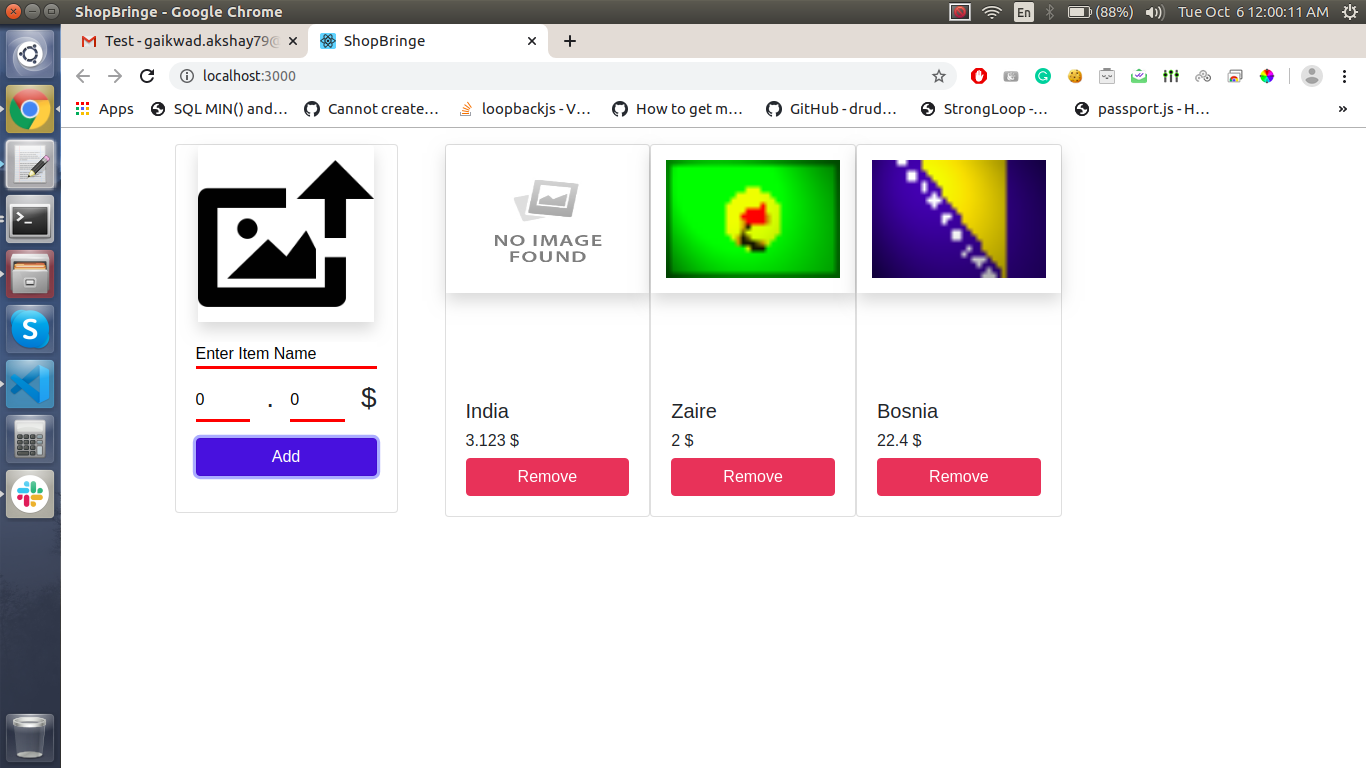 ShopBringe - Google Chrome
En (88%) Tue Oct 6 12:00:11 AM
Test - gaikwad.akshay79@
ShopBringe
localhost:3000
Apps SQL MIN() and… Cannot create… loopbackjs - V… How to get m… GitHub - drud… StrongLoop -… passport.js - H… »
NO IMAGE
FOUND
Enter Item Name
0 . 0 $
Add
India
3.123 $
Remove
Zaire
2 $
Remove
Bosnia
22.4 $
Remove